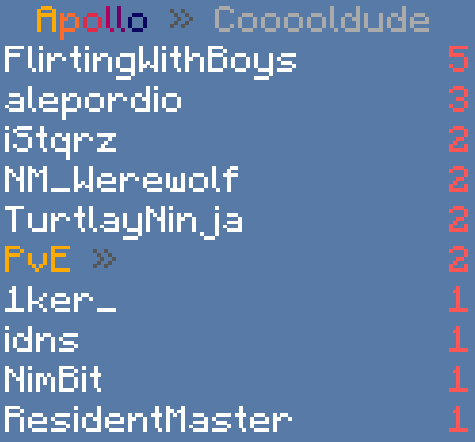 Apollo » Cooooldude
FlirtingWithBoys 5
alepordio 3
iStqrz 2
NM_Werewolf 2
TurtlayNinja 2
PvE » 2
1ker_ 1
idns 1
NimBit 1
ResidentMaster 1